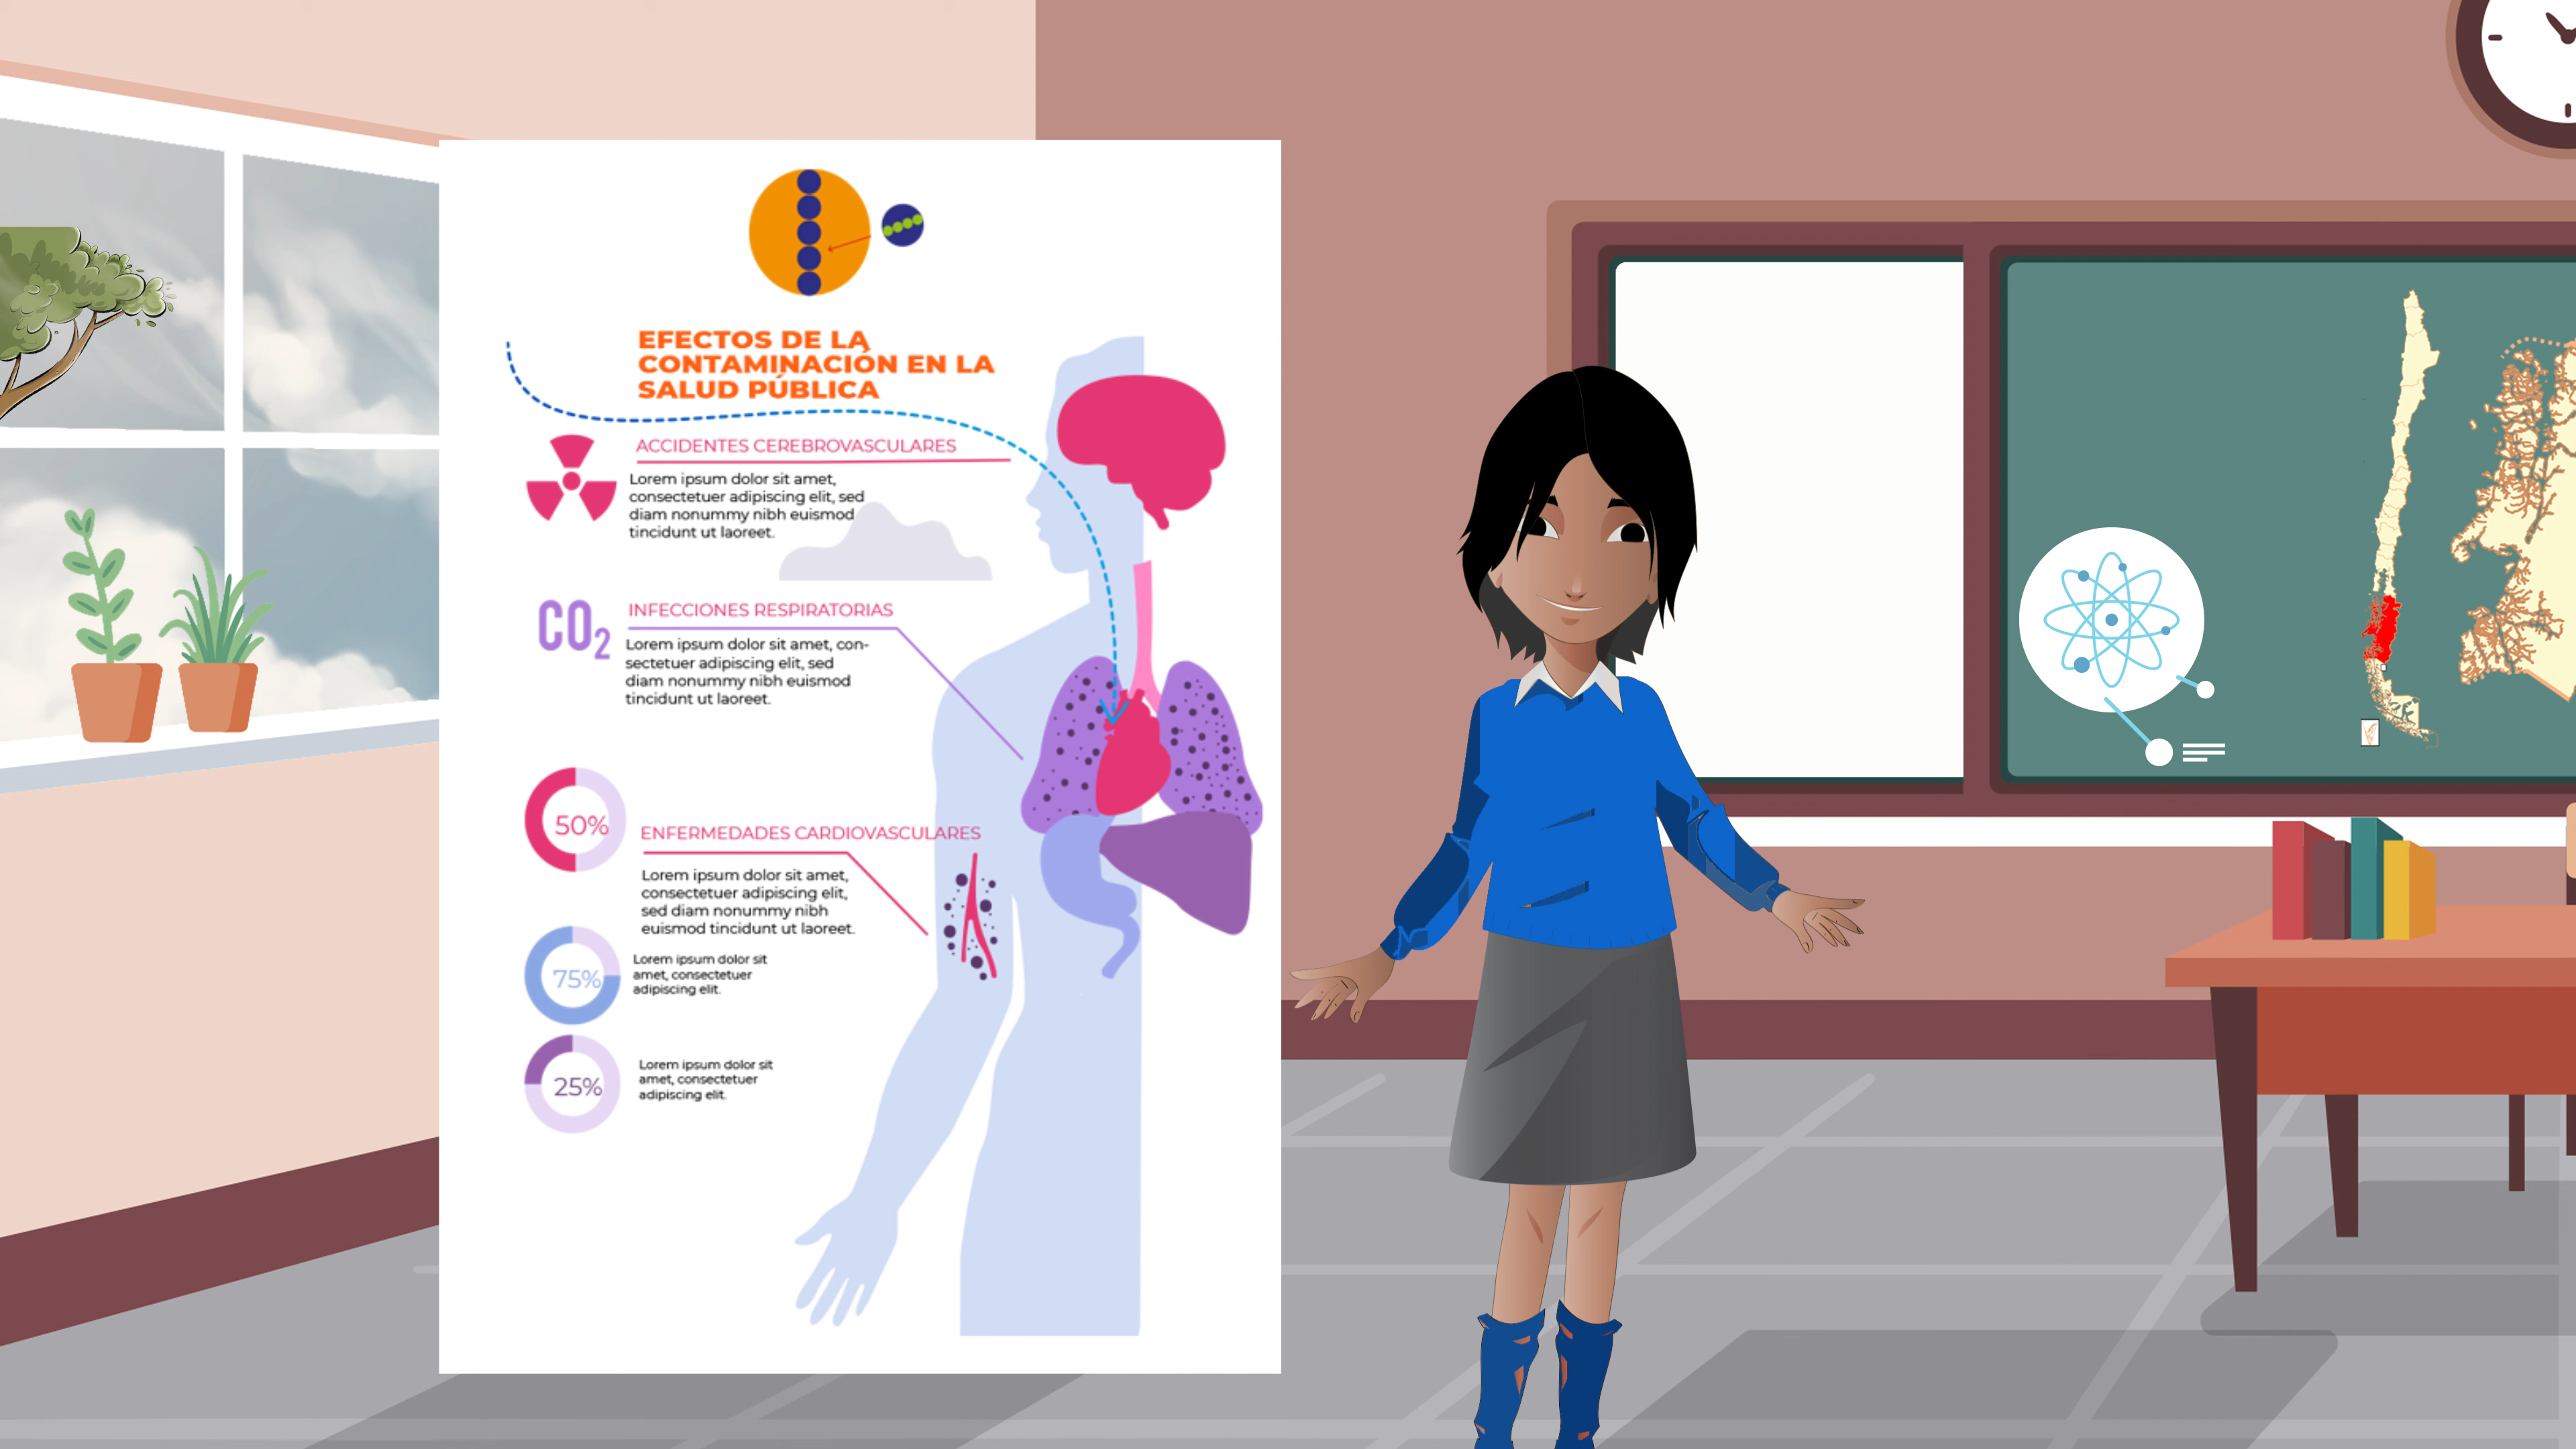 EFECTOS DE LA
CONTAMINACIÓN EN LA
SALUD PÚBLICA
ACCIDENTES CEREBROVASCULARES
Lorem ipsum dolor sit amet,
consectetuer adipiscing elit, sed
diam nonummy nibh euismod
tincidunt ut laoreet.
CO2
INFECCIONES RESPIRATORIAS
Lorem ipsum dolor sit amet, con-
sectetuer adipiscing elit, sed
diam nonummy nibh euismod
tincidunt ut laoreet.
50%
ENFERMEDADES CARDIOVASCULARES
Lorem ipsum dolor sit amet,
consectetuer adipiscing elit,
sed diam nonummy nibh
euismod tincidunt ut laoreet.
75%
Lorem ipsum dolor sit
amet, consectetuer
adipiscing elit.
25%
Lorem ipsum dolor sit
amet, consectetuer
adipiscing elit.